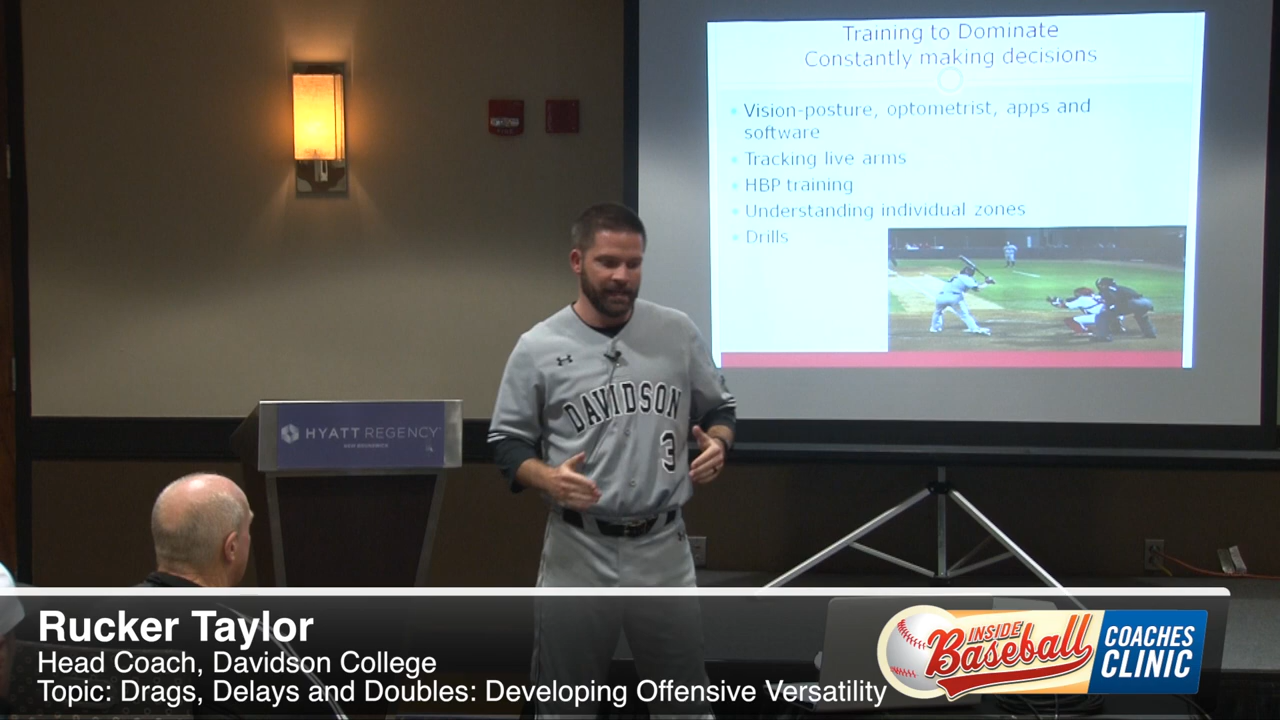 Training to Dominate
Constantly making decisions
Vision-posture, optometrist, apps and
software
Tracking live arms
HBP training
Understanding individual zones
Drills
DAVIDSON
3
HYATT REGENCY
NEW BRUNSWICK
Rucker Taylor
Head Coach, Davidson College
Topic: Drags, Delays and Doubles: Developing Offensive Versatility
INSIDE
Baseball
COACHES
CLINIC